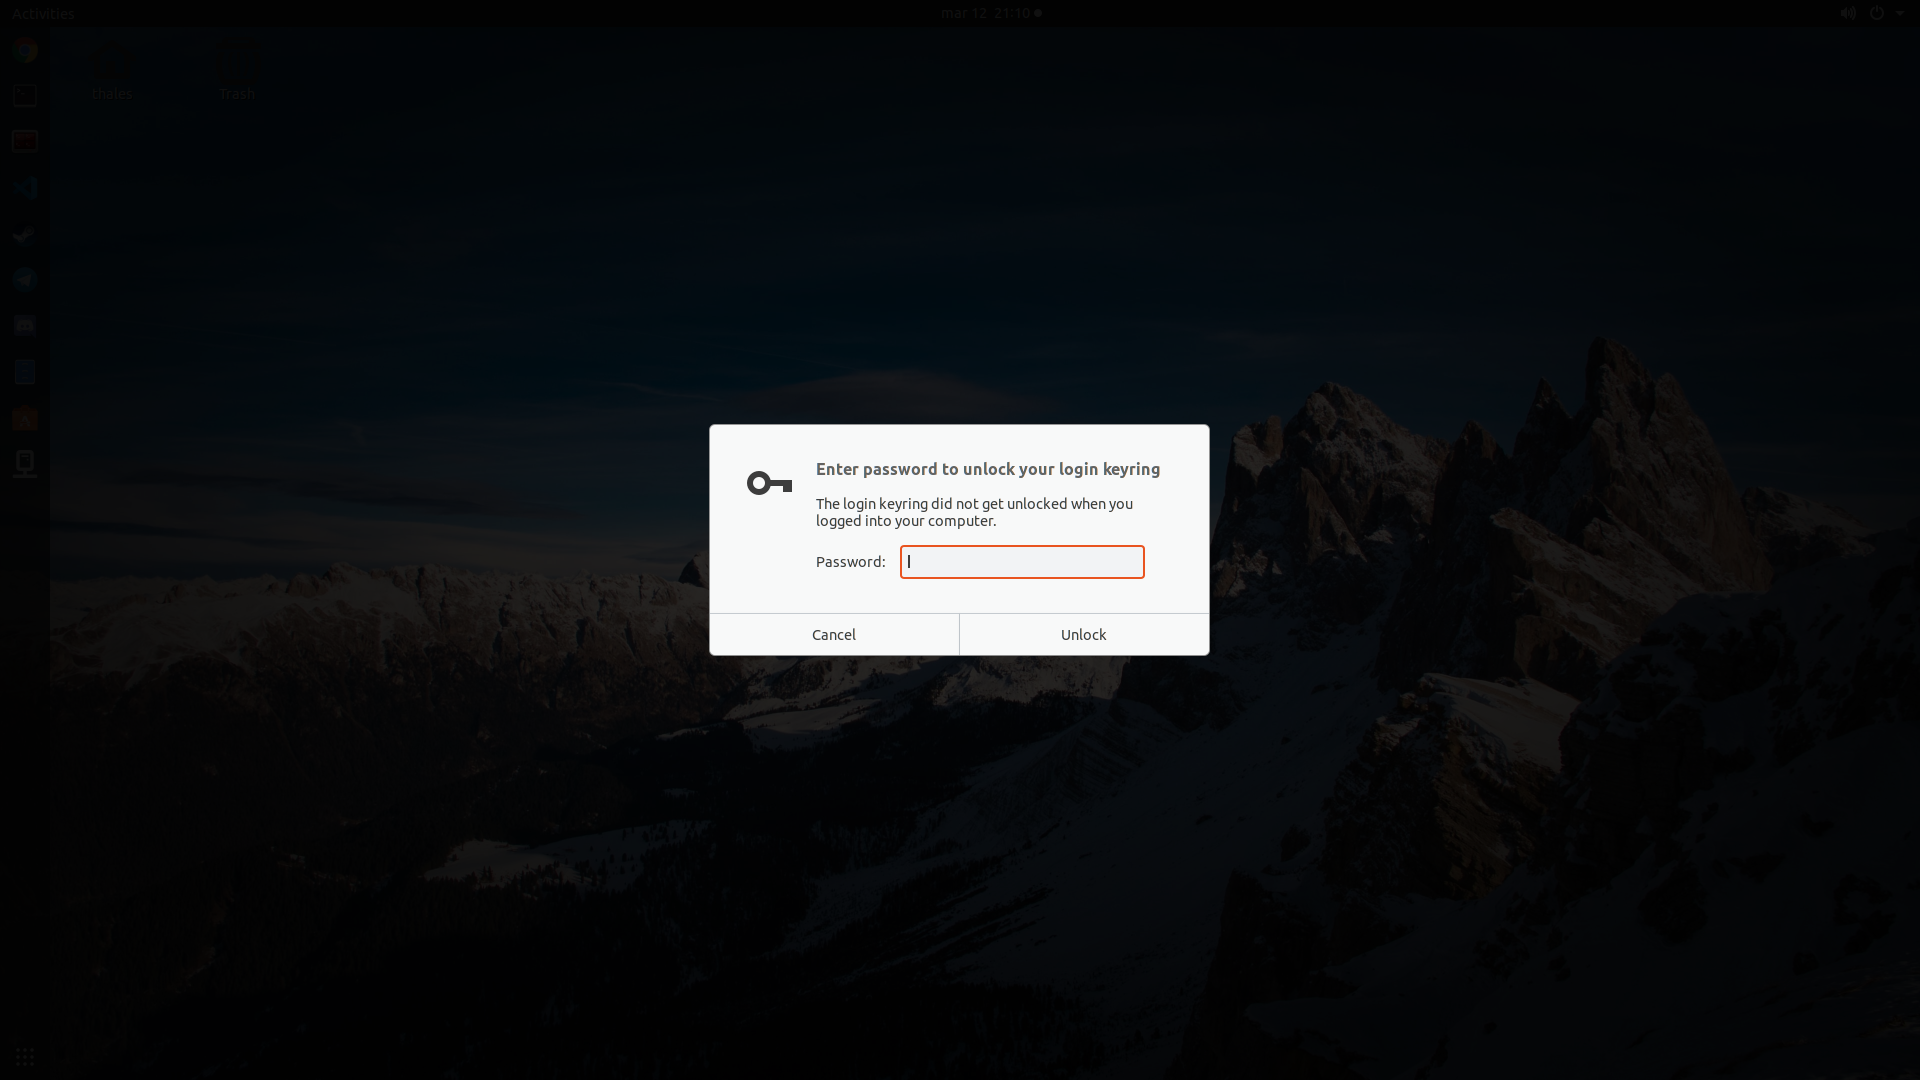 Activities
mar 12 21:10
thales
Trash
Enter password to unlock your login keyring
The login keyring did not get unlocked when you
logged into your computer.
Password:
Cancel
Unlock